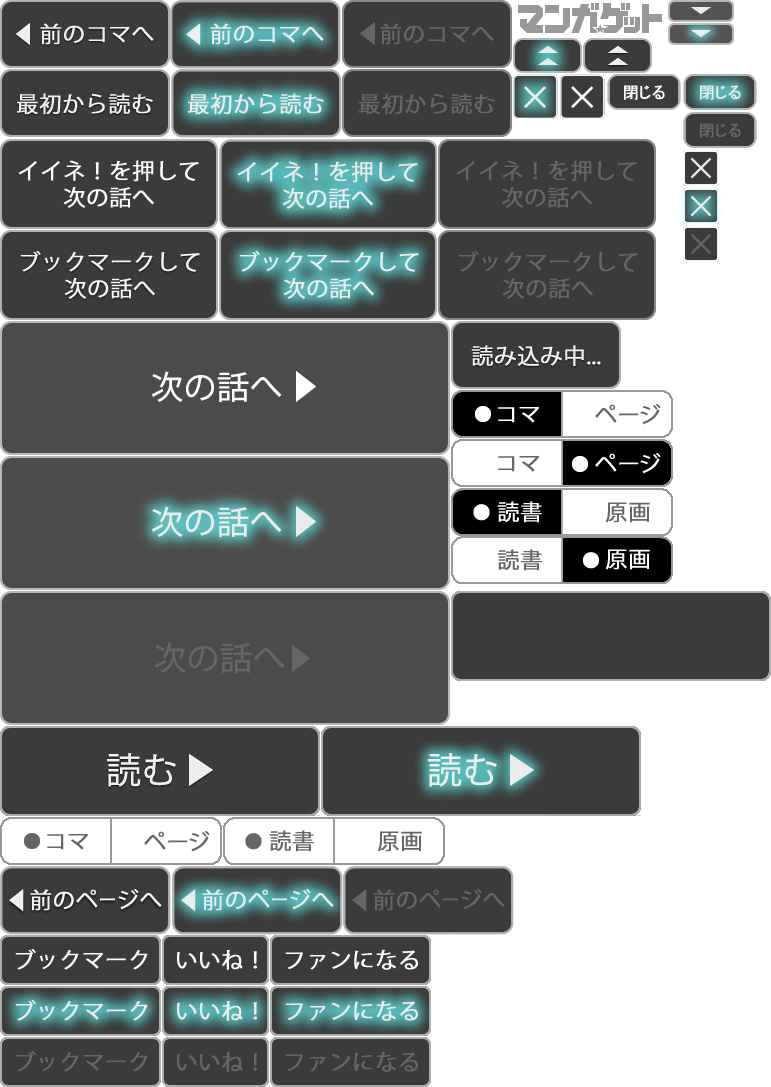 前のコマへ
前のコマへ
前のコマへ
マンガ☆ゲット
最初から読む
最初から読む
最初から読む
閉じる
閉じる
閉じる
イイネ！を押して
次の話へ
イイネ！を押して
次の話へ
イイネ！を押して
次の話へ
ブックマークして
次の話へ
ブックマークして
次の話へ
ブックマークして
次の話へ
次の話へ
読み込み中...
コマ
ページ
コマ
ページ
読書
原画
読書
原画
次の話へ
次の話へ
読む
読む
コマ
ページ
読書
原画
前のページへ
前のページへ
前のページへ
ブックマーク
いいね！
ファンになる
ブックマーク
いいね！
ファンになる
ブックマーク
いいね！
ファンになる